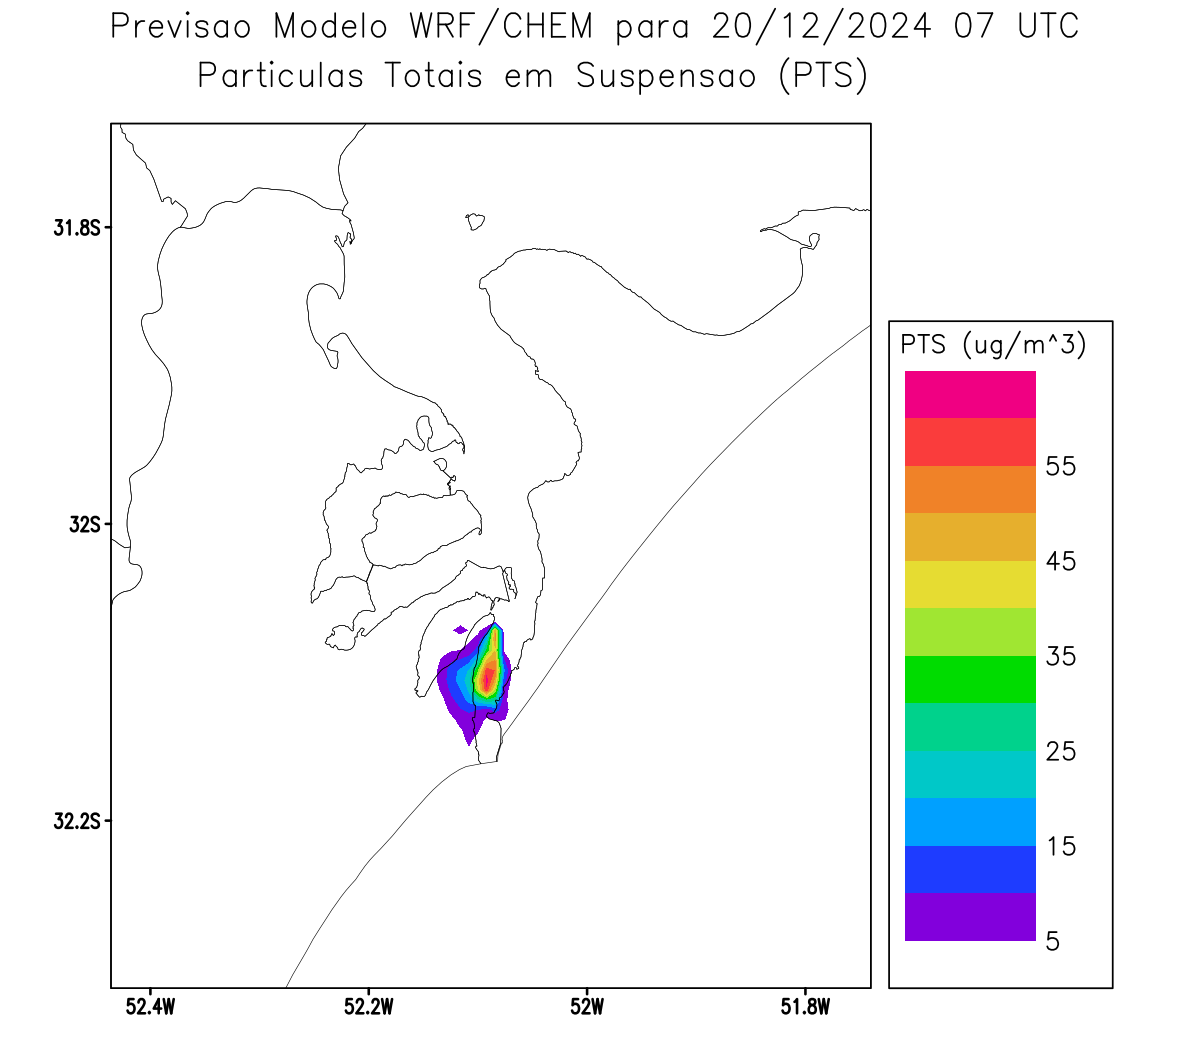 Previsao Modelo WRF/CHEM para 20/12/2024 07 UTC
Particulas Totais em Suspensao (PTS)
31.8S
32S
32.2S
52.4W
52.2W
52W
51.8W
PTS (ug/m^3)
55
45
35
25
15
5